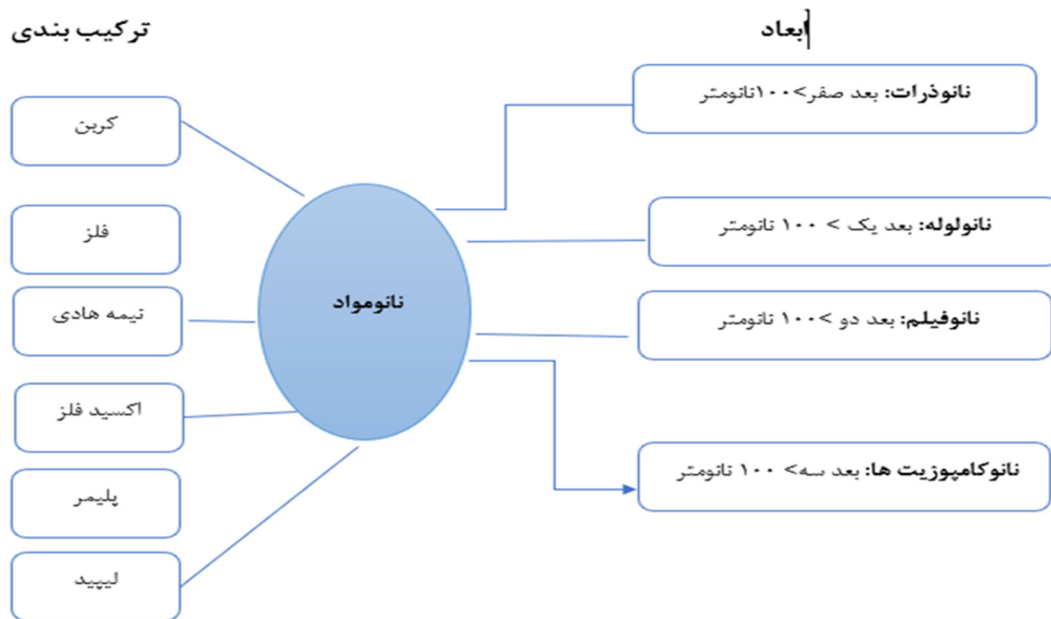 ابعاد
ترکیب بندی
نانوذرات: بعد صفر>۱۰۰نانومتر
کربن
نانولوله: بعد یک > ۱۰۰ نانومتر
فلز
نانومواد
نانوفیلم: بعد دو >۱۰۰ نانومتر
نیمه هادی
اکسید فلز
نانوکامپوزیت ها: بعد سه> ۱۰۰ نانومتر
پلیمر
لیپید